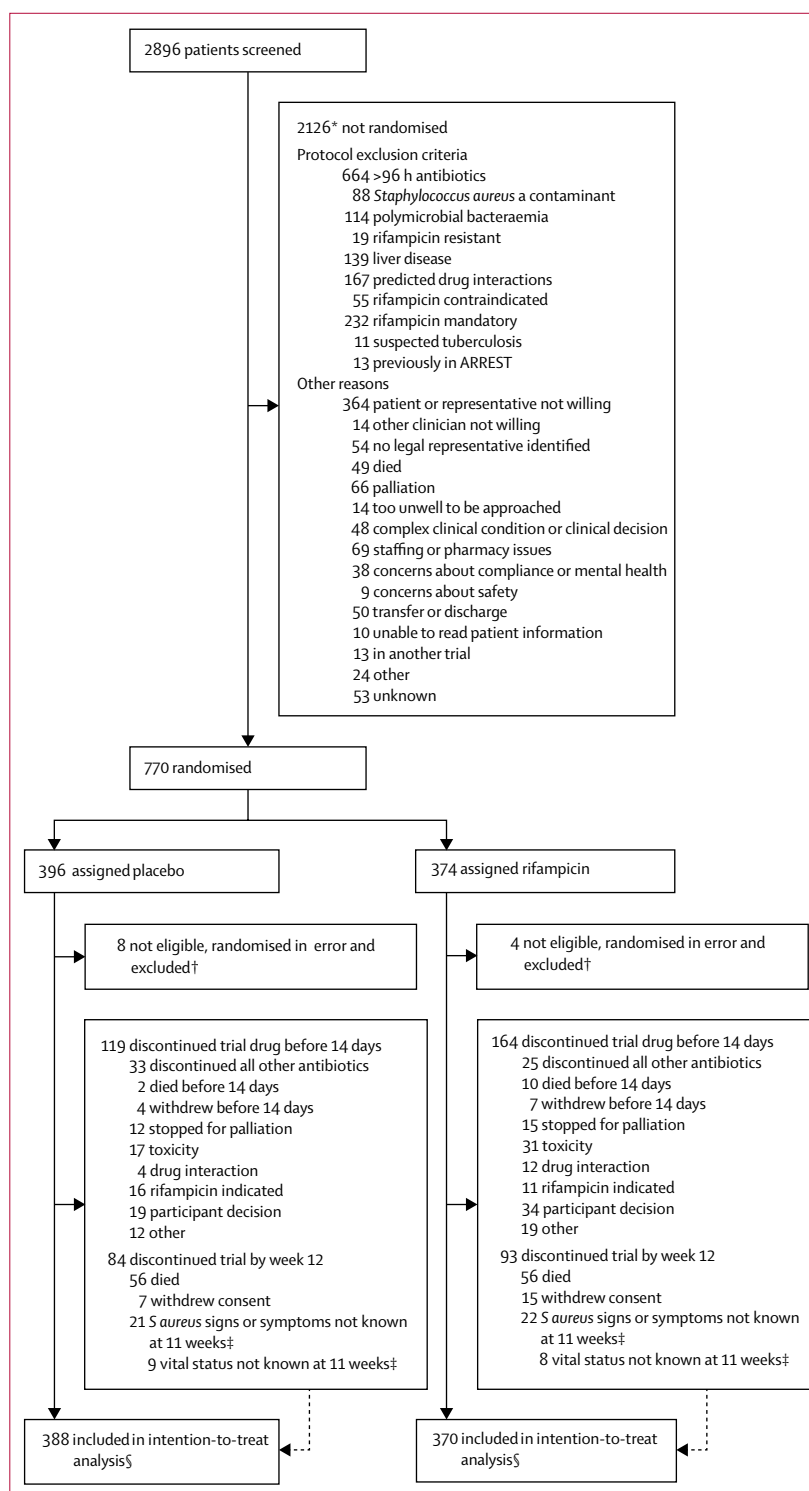 2896 patients screened
2126* not randomised
Protocol exclusion criteria
664 >96 h antibiotics
88 Staphylococcus aureus a contaminant
114 polymicrobial bacteraemia
19 rifampicin resistant
139 liver disease
167 predicted drug interactions
55 rifampicin contraindicated
232 rifampicin mandatory
11 suspected tuberculosis
13 previously in ARREST
Other reasons
364 patient or representative not willing
14 other clinician not willing
54 no legal representative identified
49 died
66 palliation
14 too unwell to be approached
48 complex clinical condition or clinical decision
69 staffing or pharmacy issues
38 concerns about compliance or mental health
9 concerns about safety
50 transfer or discharge
10 unable to read patient information
13 in another trial
24 other
53 unknown
770 randomised
396 assigned placebo
374 assigned rifampicin
8 not eligible, randomised in error and
excluded†
4 not eligible, randomised in error and
excluded†
119 discontinued trial drug before 14 days
33 discontinued all other antibiotics
2 died before 14 days
4 withdrew before 14 days
12 stopped for palliation
17 toxicity
4 drug interaction
16 rifampicin indicated
19 participant decision
12 other
84 discontinued trial by week 12
56 died
7 withdrew consent
21 S aureus signs or symptoms not known
at 11 weeks‡
9 vital status not known at 11 weeks‡
164 discontinued trial drug before 14 days
25 discontinued all other antibiotics
10 died before 14 days
7 withdrew before 14 days
15 stopped for palliation
31 toxicity
12 drug interaction
11 rifampicin indicated
34 participant decision
19 other
93 discontinued trial by week 12
56 died
15 withdrew consent
22 S aureus signs or symptoms not known
at 11 weeks‡
8 vital status not known at 11 weeks‡
388 included in intention-to-treat
analysis§
370 included in intention-to-treat
analysis§